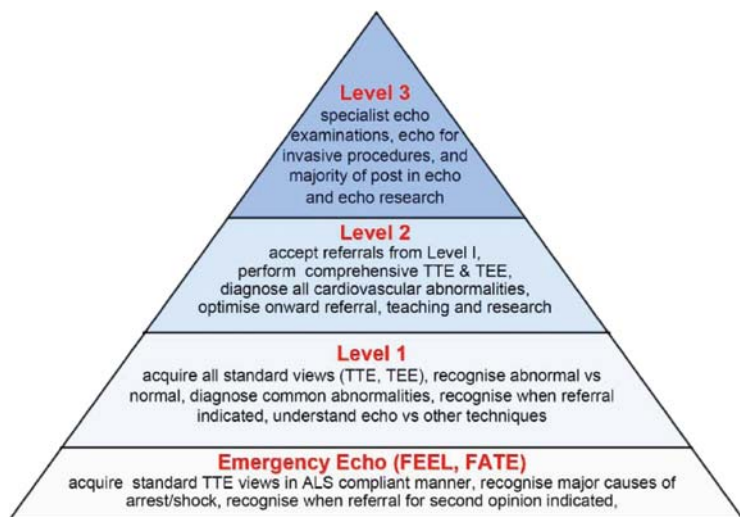 Level 3
specialist echo
examinations, echo for
invasive procedures, and
majority of post in echo
and echo research
Level 2
accept referrals from Level I,
perform comprehensive TTE & TEE,
diagnose all cardiovascular abnormalities,
optimise onward referral, teaching and research
Level 1
acquire all standard views (TTE, TEE), recognise abnormal vs
normal, diagnose common abnormalities, recognise when referral
indicated, understand echo vs other techniques
Emergency Echo (FEEL, FATE)
acquire standard TTE views in ALS compliant manner, recognise major causes of
arrest/shock, recognise when referral for second opinion indicated,